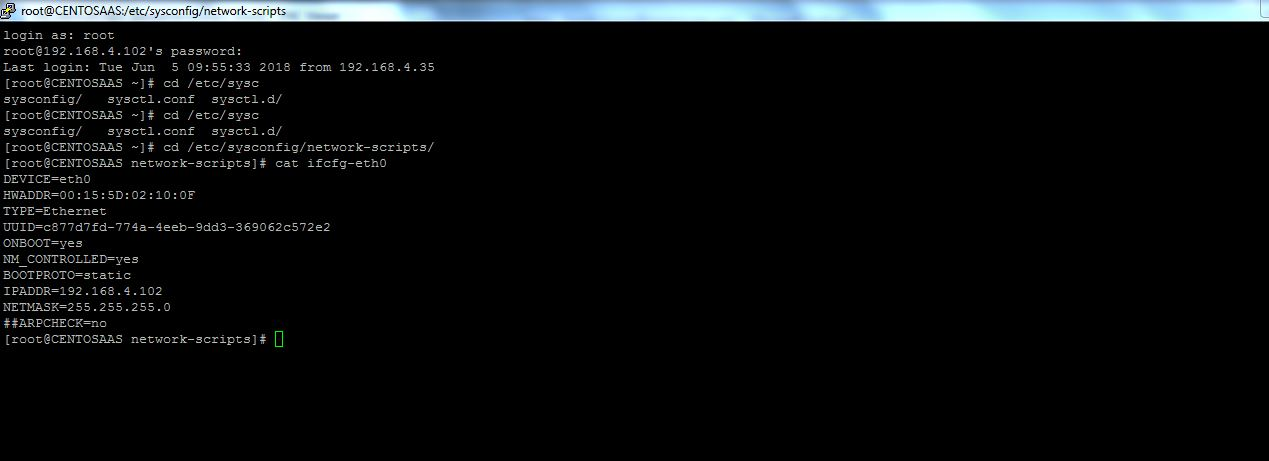 root@CENTOSAAS:/etc/sysconfig/network-scripts
login as: root
root@192.168.4.102's password:
Last login: Tue Jun  5 09:55:33 2018 from 192.168.4.35
[root@CENTOSAAS ~]# cd /etc/sysc
sysconfig/   sysctl.conf  sysctl.d/
[root@CENTOSAAS ~]# cd /etc/sysc
sysconfig/   sysctl.conf  sysctl.d/
[root@CENTOSAAS ~]# cd /etc/sysconfig/network-scripts/
[root@CENTOSAAS network-scripts]# cat ifcfg-eth0
DEVICE=eth0
HWADDR=00:15:5D:02:10:0F
TYPE=Ethernet
UUID=c877d7fd-774a-4eeb-9dd3-369062c572e2
ONBOOT=yes
NM_CONTROLLED=yes
BOOTPROTO=static
IPADDR=192.168.4.102
NETMASK=255.255.255.0
##ARPCHECK=no
[root@CENTOSAAS network-scripts]#